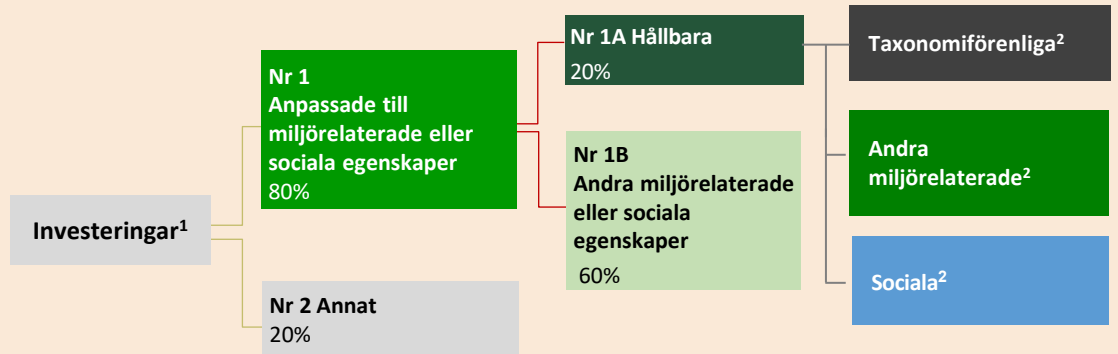 Investeringar¹
Nr 1
Anpassade till
miljörelaterade eller
sociala egenskaper
80%
Nr 2 Annat
20%
Nr 1A Hållbara
20%
Nr 1B
Andra miljörelaterade
eller sociala
egenskaper
60%
Taxonomiförenliga²
Andra
miljörelaterade²
Sociala²